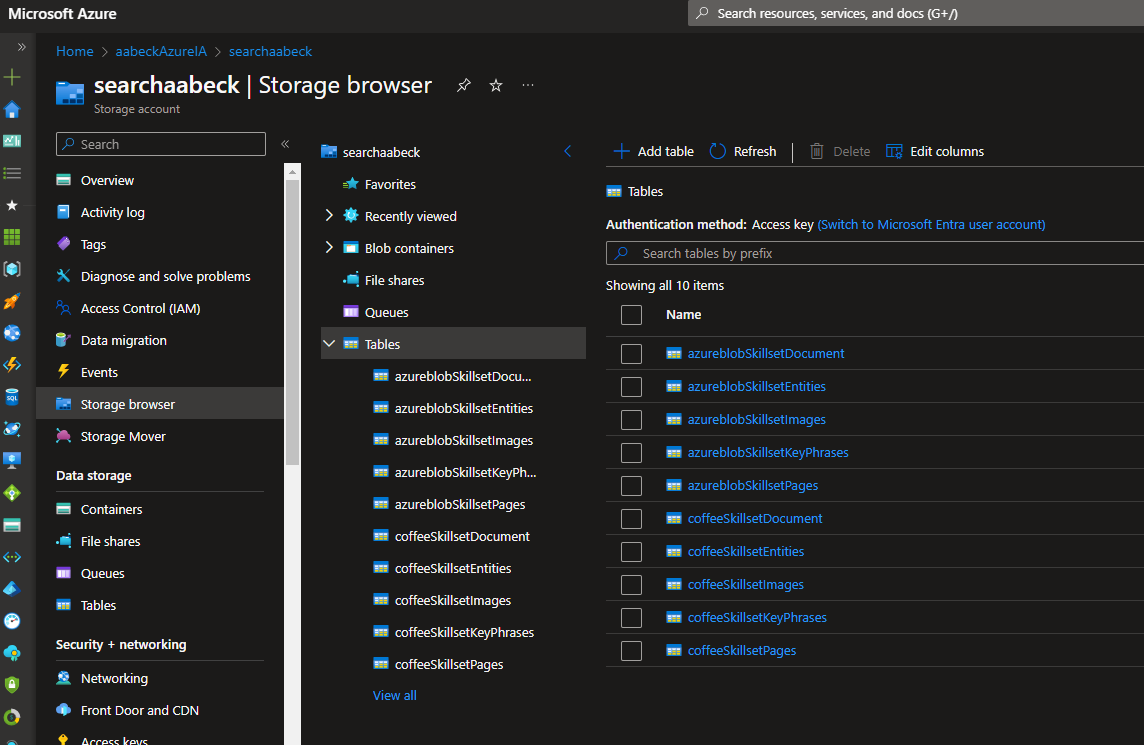 Microsoft Azure
Search resources, services, and docs (G+/)
Home > aabeckAzureIA > searchaabeck
searchaabeck | Storage browser
Storage account
Search
Overview
Activity log
Tags
Diagnose and solve problems
Access Control (IAM)
Data migration
Events
Storage browser
Storage Mover
Data storage
Containers
File shares
Queues
Tables
Security + networking
Networking
Front Door and CDN
Access keys
searchaabeck
Favorites
Recently viewed
Blob containers
File shares
Queues
Tables
azureblobSkillsetDocu...
azureblobSkillsetEntities
azureblobSkillsetImages
azureblobSkillsetKeyPh...
azureblobSkillsetPages
coffeeSkillsetDocument
coffeeSkillsetEntities
coffeeSkillsetImages
coffeeSkillsetKeyPhrases
coffeeSkillsetPages
View all
Add table Refresh Delete Edit columns
Tables
Authentication method: Access key (Switch to Microsoft Entra user account)
Search tables by prefix
Showing all 10 items
Name
azureblobSkillsetDocument
azureblobSkillsetEntities
azureblobSkillsetImages
azureblobSkillsetKeyPhrases
azureblobSkillsetPages
coffeeSkillsetDocument
coffeeSkillsetEntities
coffeeSkillsetImages
coffeeSkillsetKeyPhrases
coffeeSkillsetPages